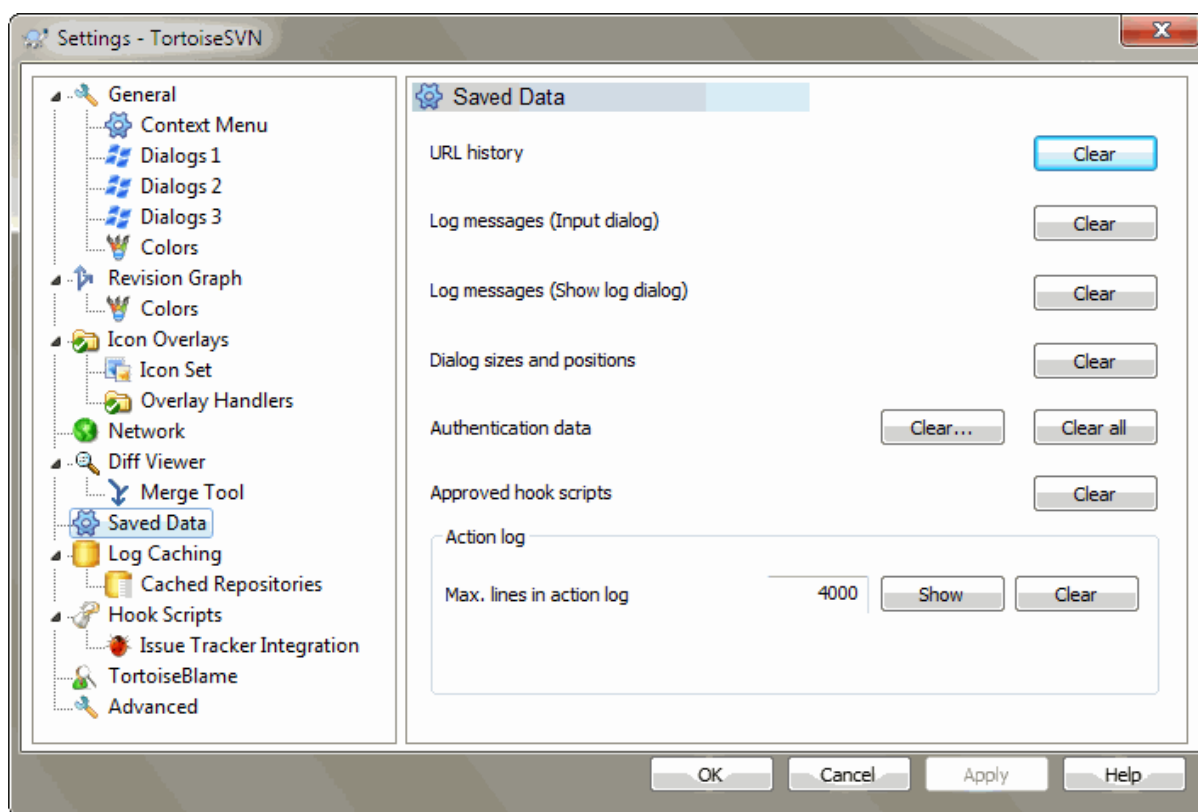 Settings - TortoiseSVN
General
Context Menu
Dialogs 1
Dialogs 2
Dialogs 3
Colors
Revision Graph
Colors
Icon Overlays
Icon Set
Overlay Handlers
Network
Diff Viewer
Merge Tool
Saved Data
Log Caching
Cached Repositories
Hook Scripts
Issue Tracker Integration
TortoiseBlame
Advanced
Saved Data
URL history Clear
Log messages (Input dialog) Clear
Log messages (Show log dialog) Clear
Dialog sizes and positions Clear
Authentication data Clear... Clear all
Approved hook scripts Clear
Action log
Max. lines in action log 4000 Show Clear
OK Cancel Apply Help